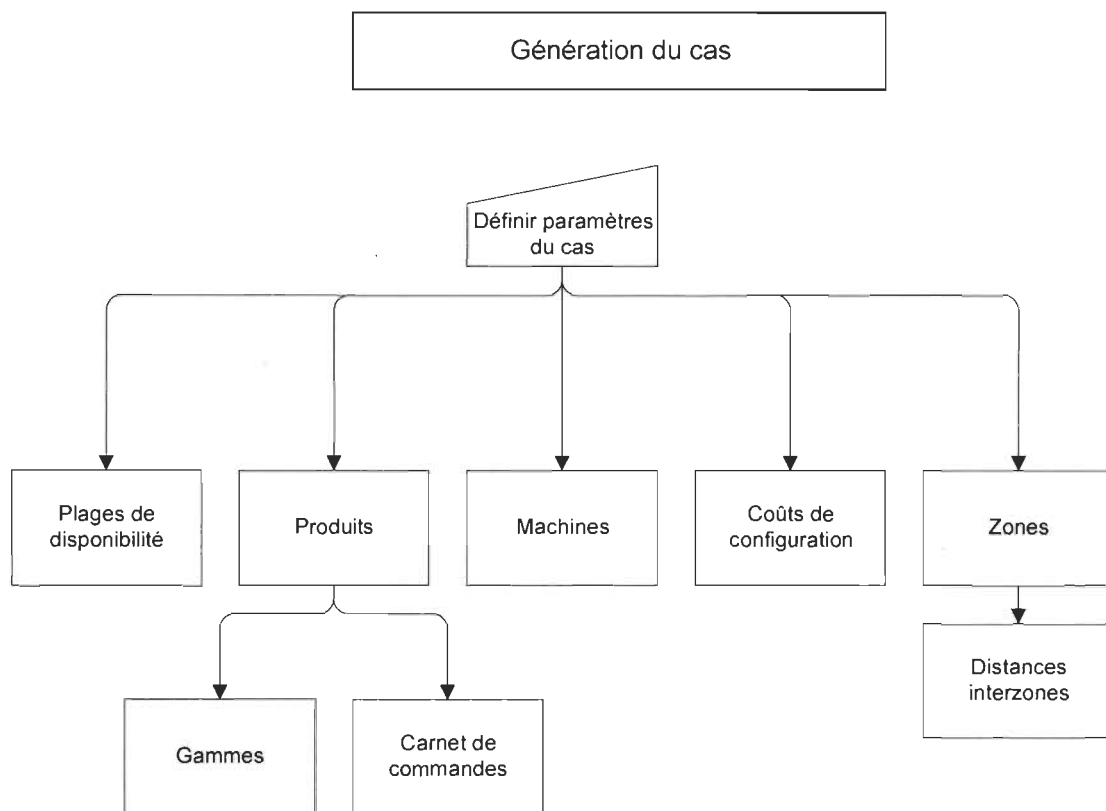 Génération du cas
Définir paramètres
du cas
Plages de
disponibilité
Produits
Machines
Coûts de
configuration
Zones
Gammes
Carnet de
commandes
Distances
interzones